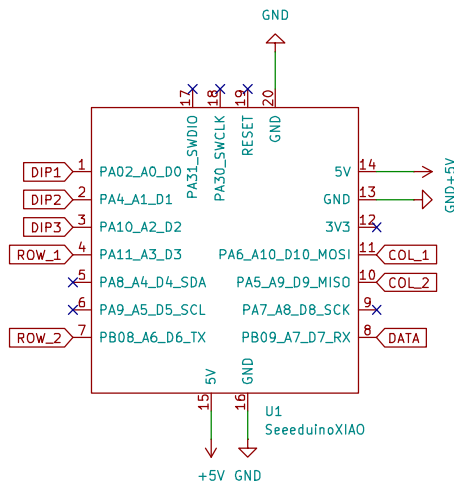 GND
17
18
19
20
PA31_SWDIO
PA30_SWCLK
RESET
GND
DIP1 1 PA02_A0_D0 5V 14 GND+5V
DIP2 2 PA4_A1_D1 GND 13
DIP3 3 PA10_A2_D2 3V3 12
ROW_1 4 PA11_A3_D3 PA6_A10_D10_MOSI 11 COL_1
5 PA8_A4_D4_SDA PA5_A9_D9_MISO 10 COL_2
6 PA9_A5_D5_SCL PA7_A8_D8_SCK 9
ROW_2 7 PB08_A6_D6_TX PB09_A7_D7_RX 8 DATA
5V
GND
15
16
U1
SeeeduinoXIAO
+5V GND